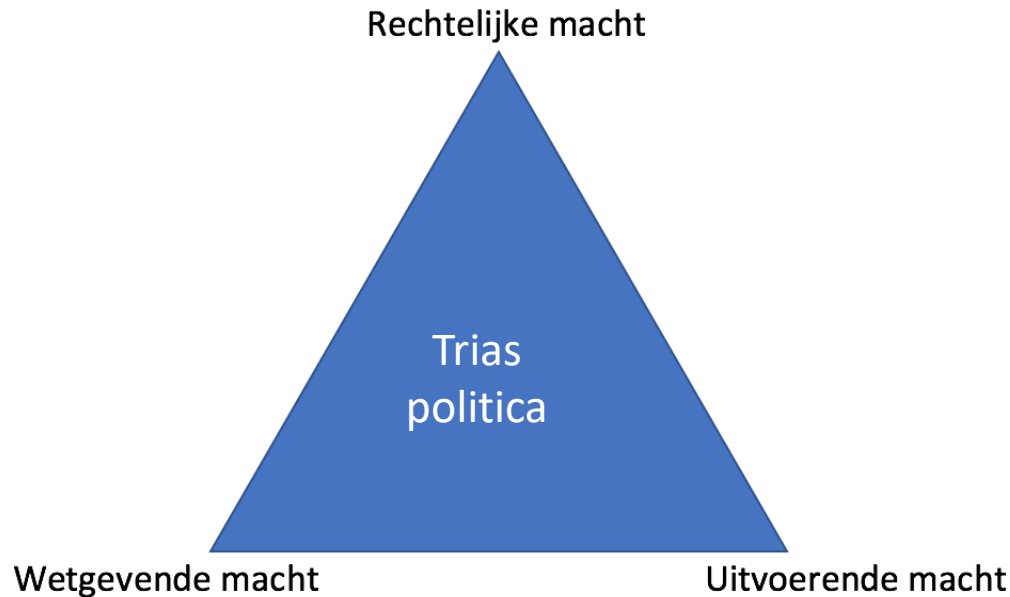 Rechtelijke macht
Trias
politica
Wetgevende macht
Uitvoerende macht